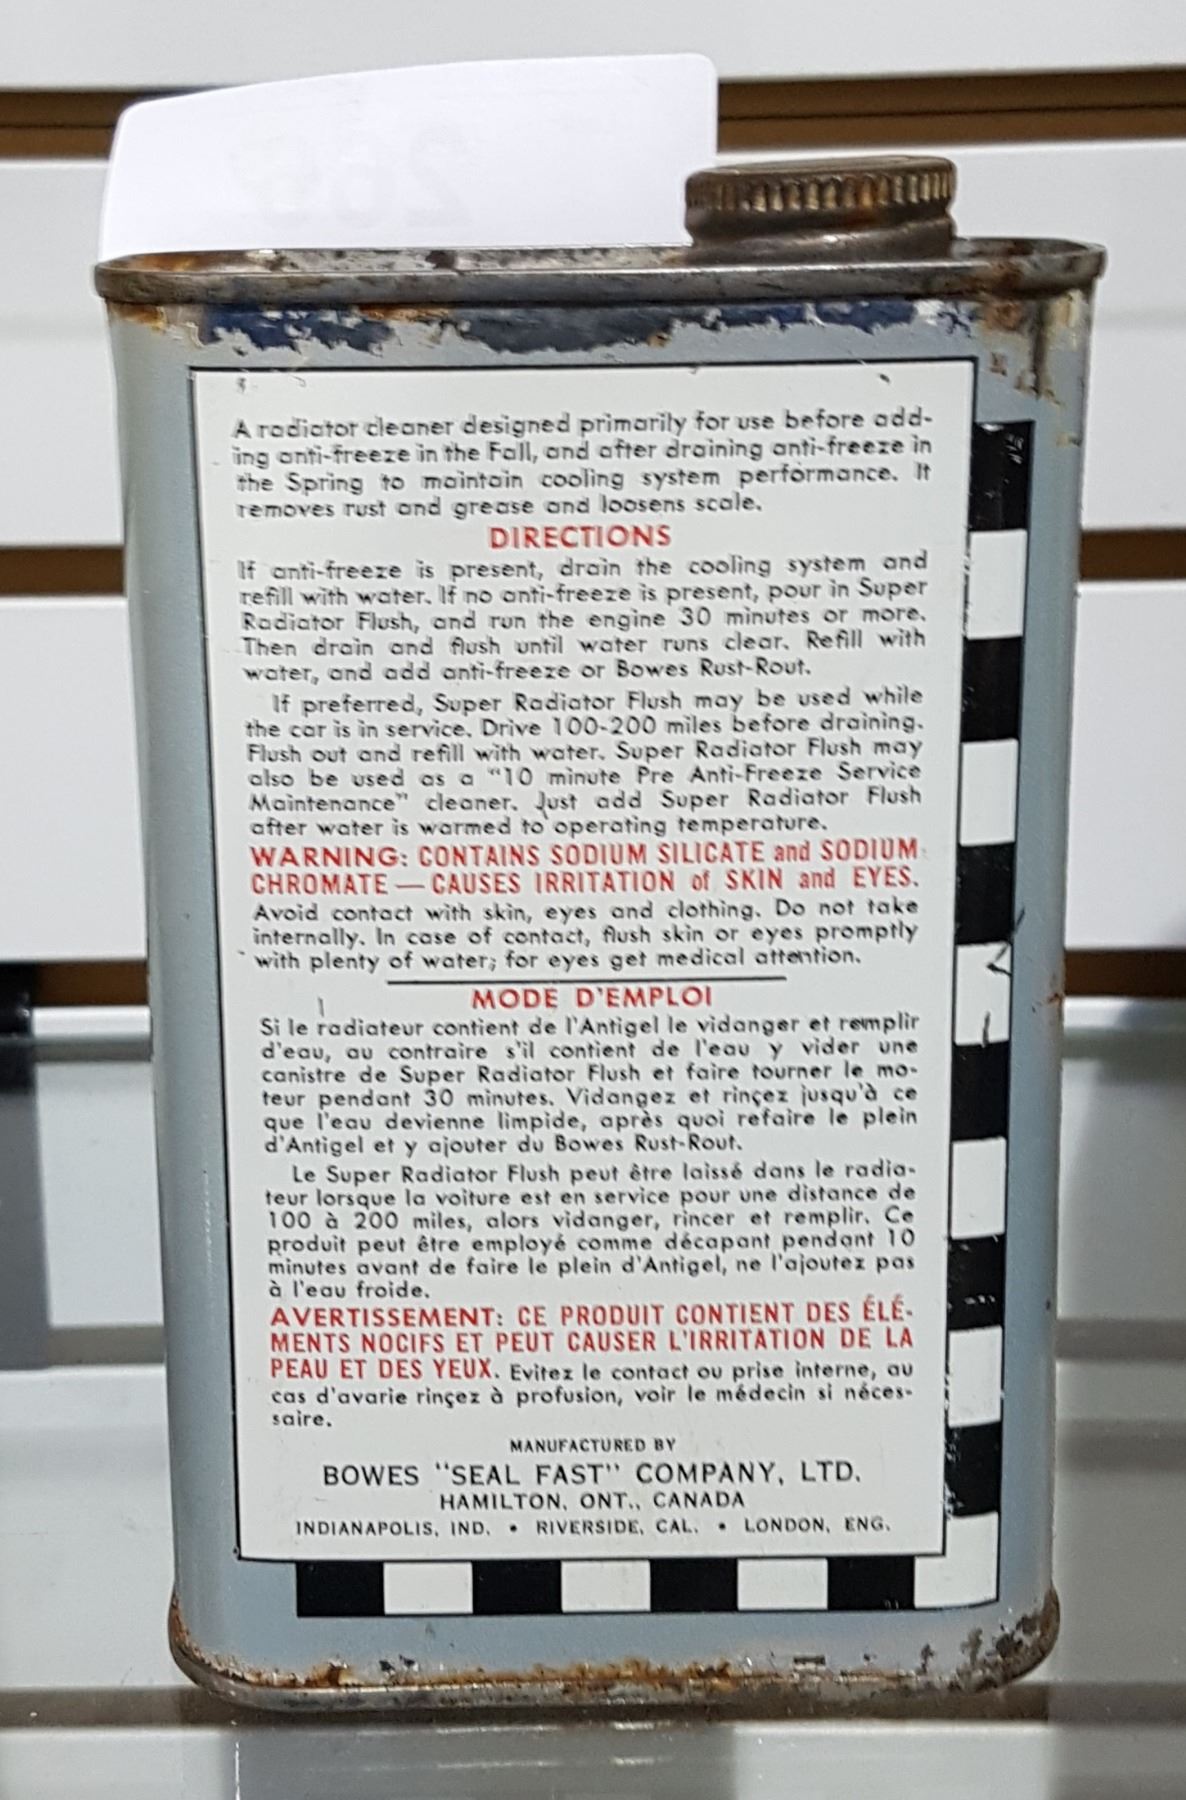 A radiator cleaner designed primarily for use before add-
ing anti-freeze in the Fall, and after draining anti-freeze in
the Spring to maintain cooling system performance. It
removes rust and grease and loosens scale.
DIRECTIONS
If anti-freeze is present, drain the cooling system and
refill with water. If no anti-freeze is present, pour in Super
Radiator Flush, and run the engine 30 minutes or more.
Then drain and flush until water runs clear. Refill with
water, and add anti-freeze or Bowes Rust-Rout.
If preferred, Super Radiator Flush may be used while
the car is in service. Drive 100-200 miles before draining.
Flush out and refill with water. Super Radiator Flush may
also be used as a "10 minute Pre Anti-Freeze Service
Maintenance" cleaner. Just add Super Radiator Flush
after water is warmed to operating temperature.
WARNING: CONTAINS SODIUM SILICATE and SODIUM
CHROMATE — CAUSES IRRITATION of SKIN and EYES.
Avoid contact with skin, eyes and clothing. Do not take
internally. In case of contact, flush skin or eyes promptly
with plenty of water; for eyes get medical attention.
MODE D'EMPLOI
Si le radiateur contient de l'Antigel le vidanger et remplir
d'eau, au contraire s'il contient de l'eau y vider une
canistre de Super Radiator Flush et faire tourner le mo-
teur pendant 30 minutes. Vidangez et rinçez jusqu'à ce
que l'eau devienne limpide, après quoi refaire le plein
d'Antigel et y ajouter du Bowes Rust-Rout.
Le Super Radiator Flush peut être laissé dans le radia-
teur lorsque la voiture est en service pour une distance de
100 à 200 miles, alors vidanger, rincer et remplir. Ce
produit peut être employé comme décapant pendant 10
minutes avant de faire le plein d'Antigel, ne l'ajoutez pas
à l'eau froide.
AVERTISSEMENT: CE PRODUIT CONTIENT DES ÉLÉ-
MENTS NOCIFS ET PEUT CAUSER L'IRRITATION DE LA
PEAU ET DES YEUX. Evitez le contact ou prise interne, au
cas d'avarie rinçez à profusion, voir le médecin si néces-
saire.
MANUFACTURED BY
BOWES "SEAL FAST" COMPANY, LTD.
HAMILTON, ONT., CANADA
INDIANAPOLIS, IND. • RIVERSIDE, CAL. • LONDON, ENG.